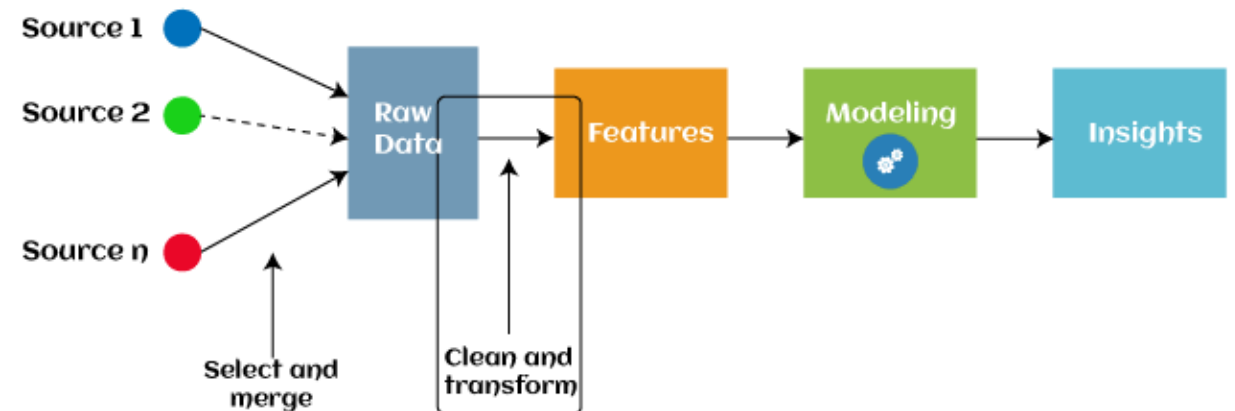 Source 1
Source 2
Source n
Select and
merge
Raw
Data
Clean and
transform
Features
Modeling
Insights